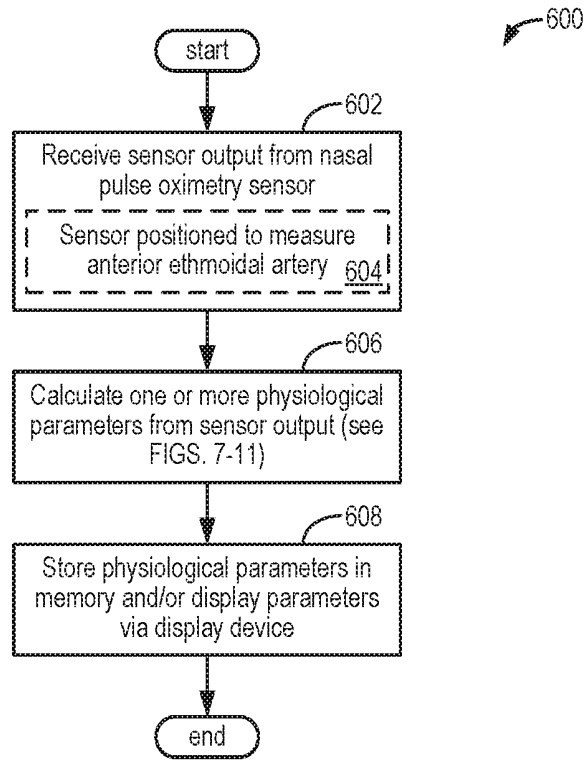 600
start
602
Receive sensor output from nasal
pulse oximetry sensor
Sensor positioned to measure
anterior ethmoidal artery 604
606
Calculate one or more physiological
parameters from sensor output (see
FIGS. 7-11)
608
Store physiological parameters in
memory and/or display parameters
via display device
end